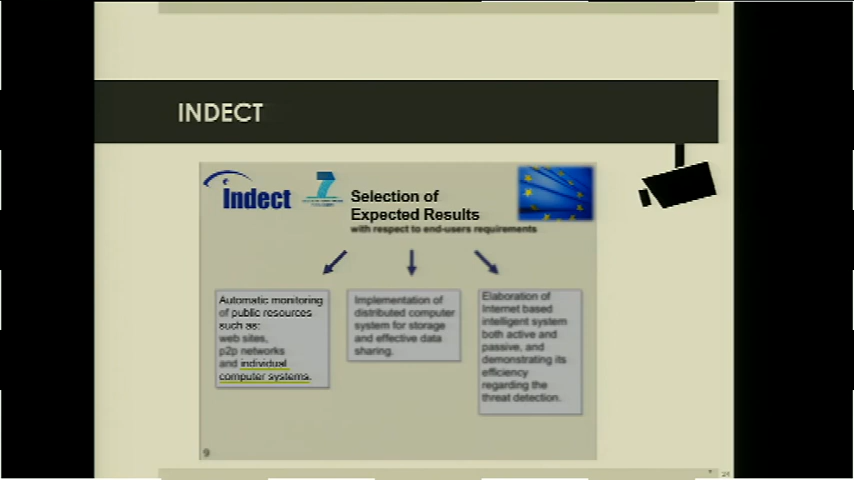 INDECT
indect
7
Selection of
Expected Results
with respect to end-users requirements
Automatic monitoring
of public resources
such as:
web sites,
p2p networks
and individual
computer systems.
Implementation of
distributed computer
system for storage
and effective data
sharing.
Elaboration of
Internet based
intelligent system
both active and
passive, and
demonstrating its
efficiency
regarding the
threat detection.
9